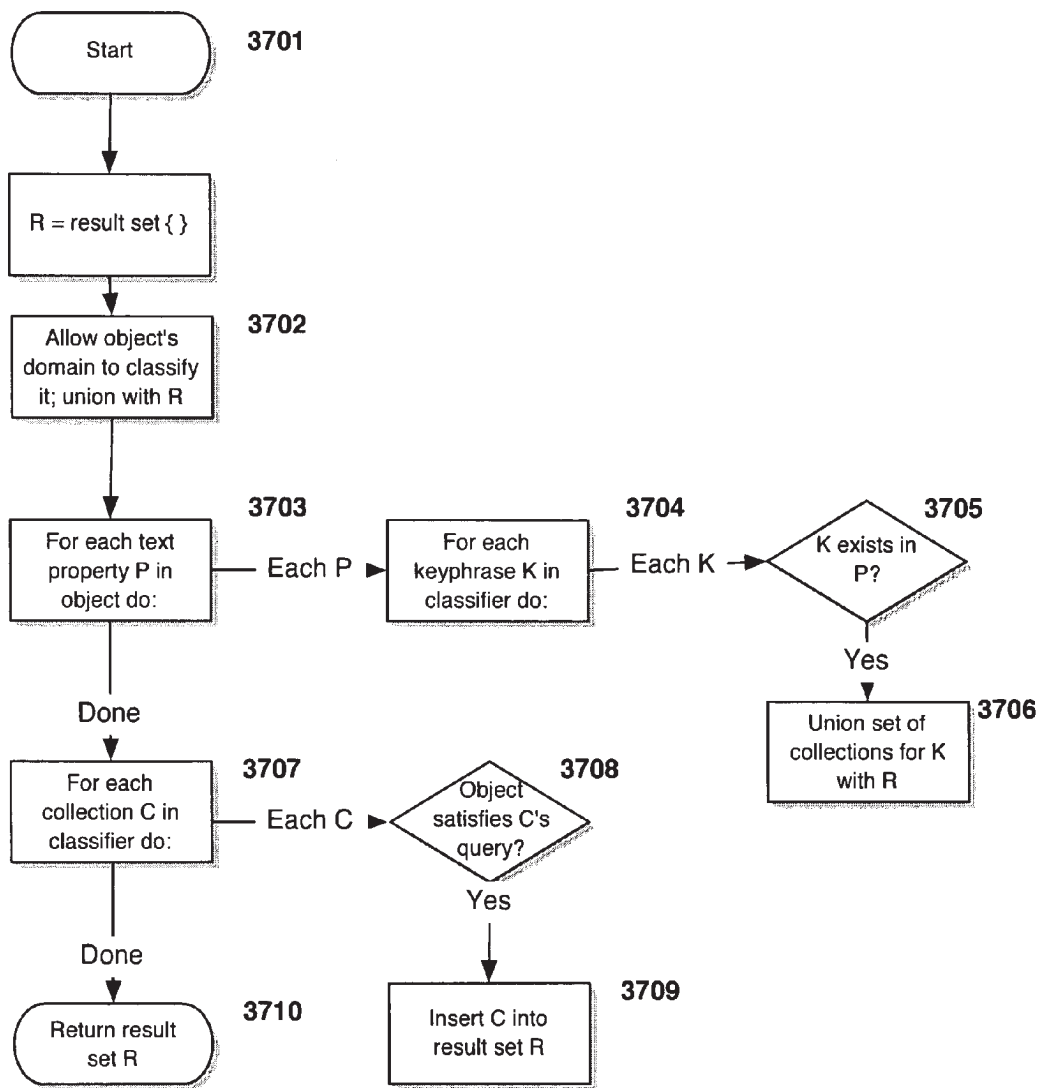 Start
3701
R = result set { }
3702
Allow object's
domain to classify
it; union with R
3703
For each text
property P in
object do:
Each P
3704
For each
keyphrase K in
classifier do:
Each K
3705
K exists in
P?
Yes
3706
Union set of
collections for K
with R
Done
3707
For each
collection C in
classifier do:
Each C
3708
Object
satisfies C's
query?
Yes
3709
Insert C into
result set R
Done
3710
Return result
set R